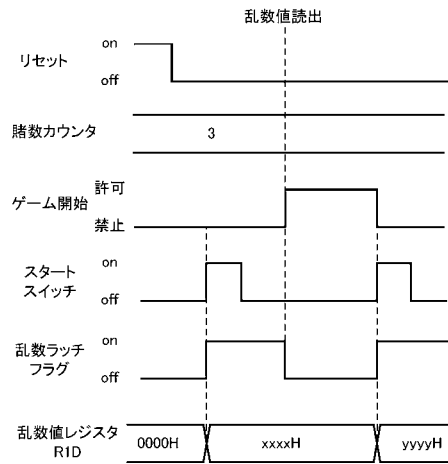 乱数値読出
リセット
on
off
賭数カウンタ
3
ゲーム開始
許可
禁止
スタート
スイッチ
on
off
乱数ラッチ
フラグ
on
off
乱数値レジスタ
R1D
0000H
xxxxH
yyyyH